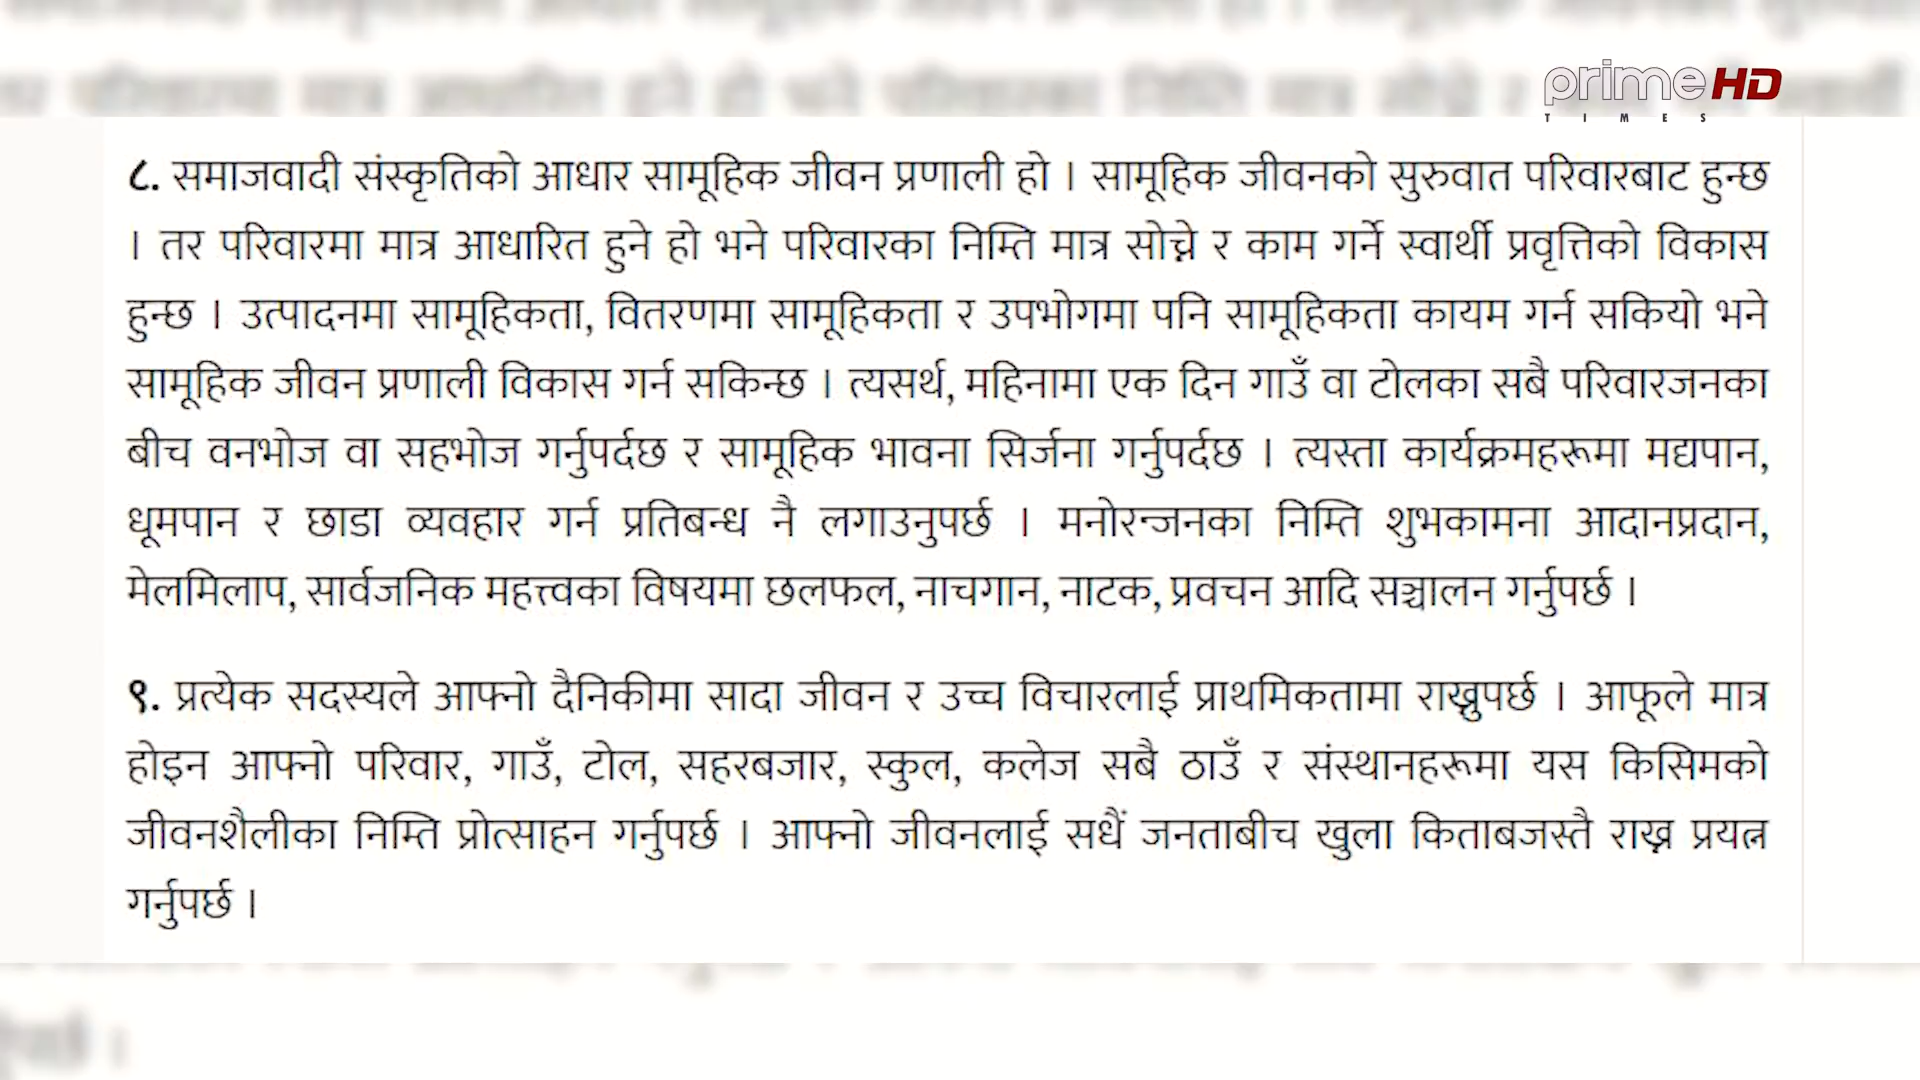 prime HD
TIMES
८. समाजवादी संस्कृतिको आधार सामूहिक जीवन प्रणाली हो । सामूहिक जीवनको सुरुवात परिवारबाट हुन्छ
। तर परिवारमा मात्र आधारित हुने हो भने परिवारका निम्ति मात्र सोच्ने र काम गर्ने स्वार्थी प्रवृत्तिको विकास
हुन्छ । उत्पादनमा सामूहिकता, वितरणमा सामूहिकता र उपभोगमा पनि सामूहिकता कायम गर्न सकियो भने
सामूहिक जीवन प्रणाली विकास गर्न सकिन्छ । त्यसर्थ, महिनामा एक दिन गाउँ वा टोलका सबै परिवारजनका
बीच वनभोज वा सहभोज गर्नुपर्दछ र सामूहिक भावना सिर्जना गर्नुपर्दछ । त्यस्ता कार्यक्रमहरूमा मद्यपान,
धूमपान र छाडा व्यवहार गर्न प्रतिबन्ध नै लगाउनुपर्छ । मनोरन्जनका निम्ति शुभकामना आदानप्रदान,
मेलमिलाप, सार्वजनिक महत्त्वका विषयमा छलफल, नाचगान, नाटक, प्रवचन आदि सञ्चालन गर्नुपर्छ ।
९. प्रत्येक सदस्यले आफ्नो दैनिकीमा सादा जीवन र उच्च विचारलाई प्राथमिकतामा राख्नुपर्छ । आफूले मात्र
होइन आफ्नो परिवार, गाउँ, टोल, सहरबजार, स्कुल, कलेज सबै ठाउँ र संस्थानहरूमा यस किसिमको
जीवनशैलीका निम्ति प्रोत्साहन गर्नुपर्छ । आफ्नो जीवनलाई सधैं जनताबीच खुला किताबजस्तै राख्न प्रयत्न
गर्नुपर्छ ।